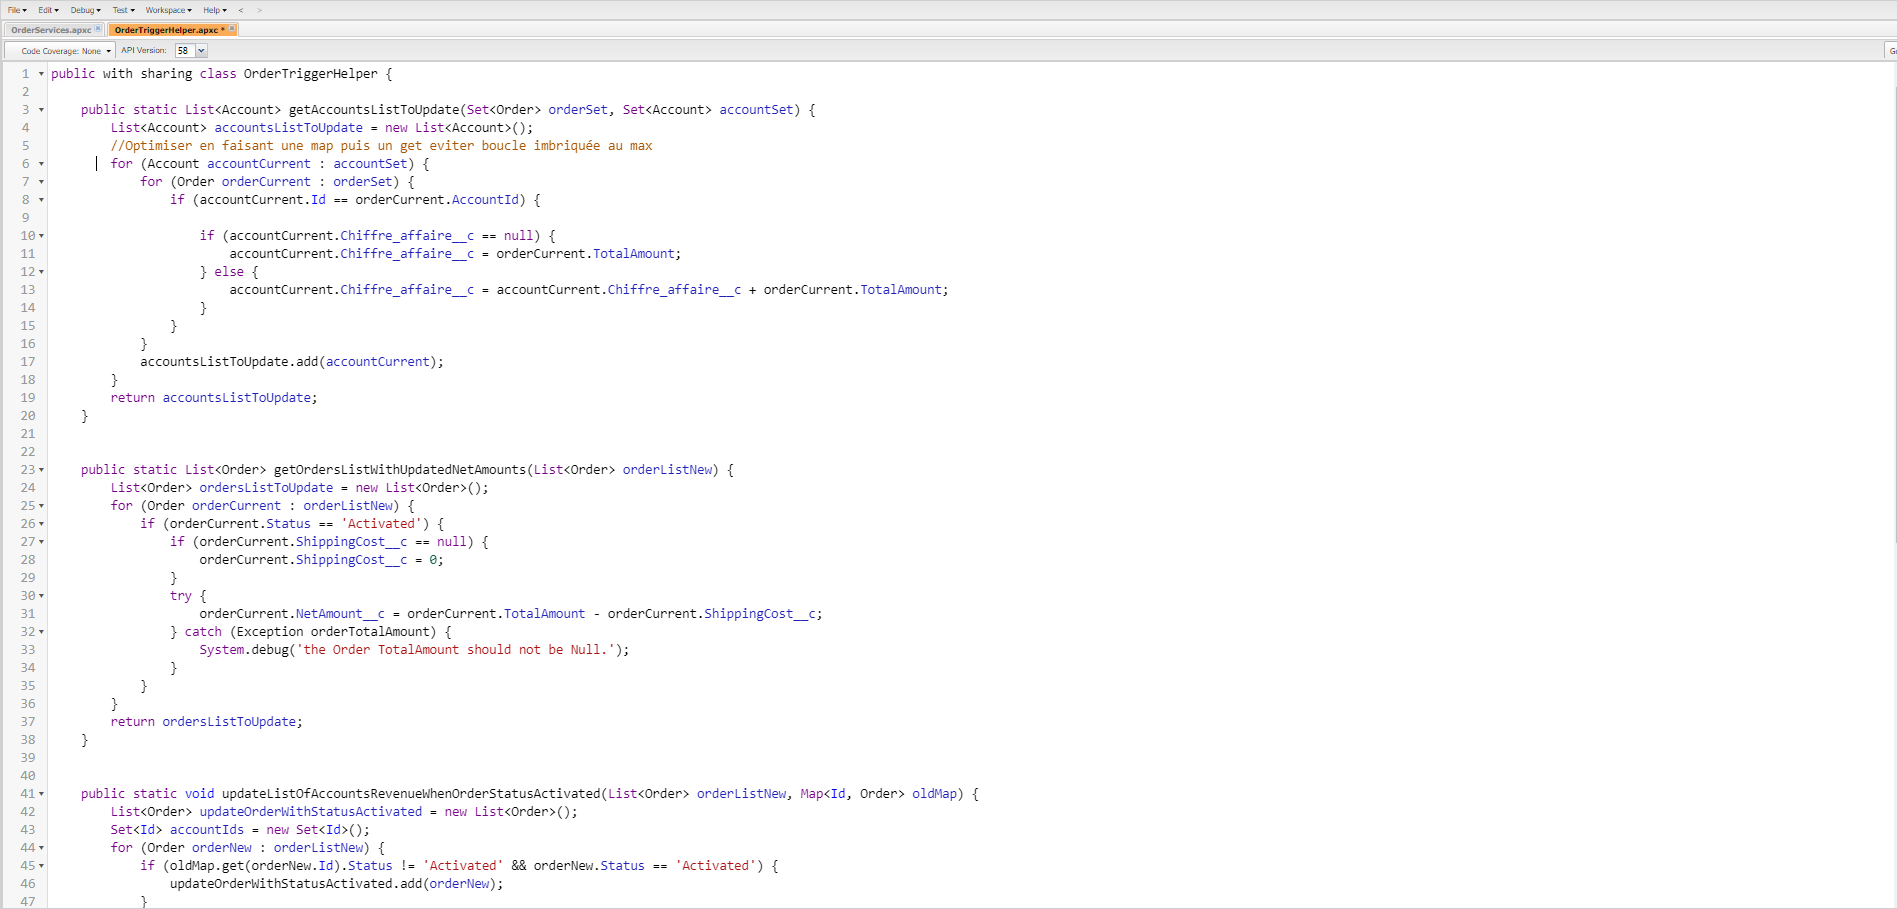 File Edit Debug Test Workspace Help < >
OrderServices.apxc OrderTriggerHelper.apxc *
Code Coverage: None API Version: 58
1 public with sharing class OrderTriggerHelper {
2
3 public static List<Account> getAccountsListToUpdate(Set<Order> orderSet, Set<Account> accountSet) {
4 List<Account> accountsListToUpdate = new List<Account>();
5 //Optimiser en faisant une map puis un get eviter boucle imbriquée au max
6 for (Account accountCurrent : accountSet) {
7 for (Order orderCurrent : orderSet) {
8 if (accountCurrent.Id == orderCurrent.AccountId) {
9
10 if (accountCurrent.Chiffre_affaire__c == null) {
11 accountCurrent.Chiffre_affaire__c = orderCurrent.TotalAmount;
12 } else {
13 accountCurrent.Chiffre_affaire__c = accountCurrent.Chiffre_affaire__c + orderCurrent.TotalAmount;
14 }
15 }
16 }
17 accountsListToUpdate.add(accountCurrent);
18 }
19 return accountsListToUpdate;
20 }
21
22
23 public static List<Order> getOrdersListWithUpdatedNetAmounts(List<Order> orderListNew) {
24 List<Order> ordersListToUpdate = new List<Order>();
25 for (Order orderCurrent : orderListNew) {
26 if (orderCurrent.Status == 'Activated') {
27 if (orderCurrent.ShippingCost__c == null) {
28 orderCurrent.ShippingCost__c = 0;
29 }
30 try {
31 orderCurrent.NetAmount__c = orderCurrent.TotalAmount - orderCurrent.ShippingCost__c;
32 } catch (Exception orderTotalAmount) {
33 System.debug('the Order TotalAmount should not be Null.');
34 }
35 }
36 }
37 return ordersListToUpdate;
38 }
39
40
41 public static void updateListOfAccountsRevenueWhenOrderStatusActivated(List<Order> orderListNew, Map<Id, Order> oldMap) {
42 List<Order> updateOrderWithStatusActivated = new List<Order>();
43 Set<Id> accountIds = new Set<Id>();
44 for (Order orderNew : orderListNew) {
45 if (oldMap.get(orderNew.Id).Status != 'Activated' && orderNew.Status == 'Activated') {
46 updateOrderWithStatusActivated.add(orderNew);
47 }